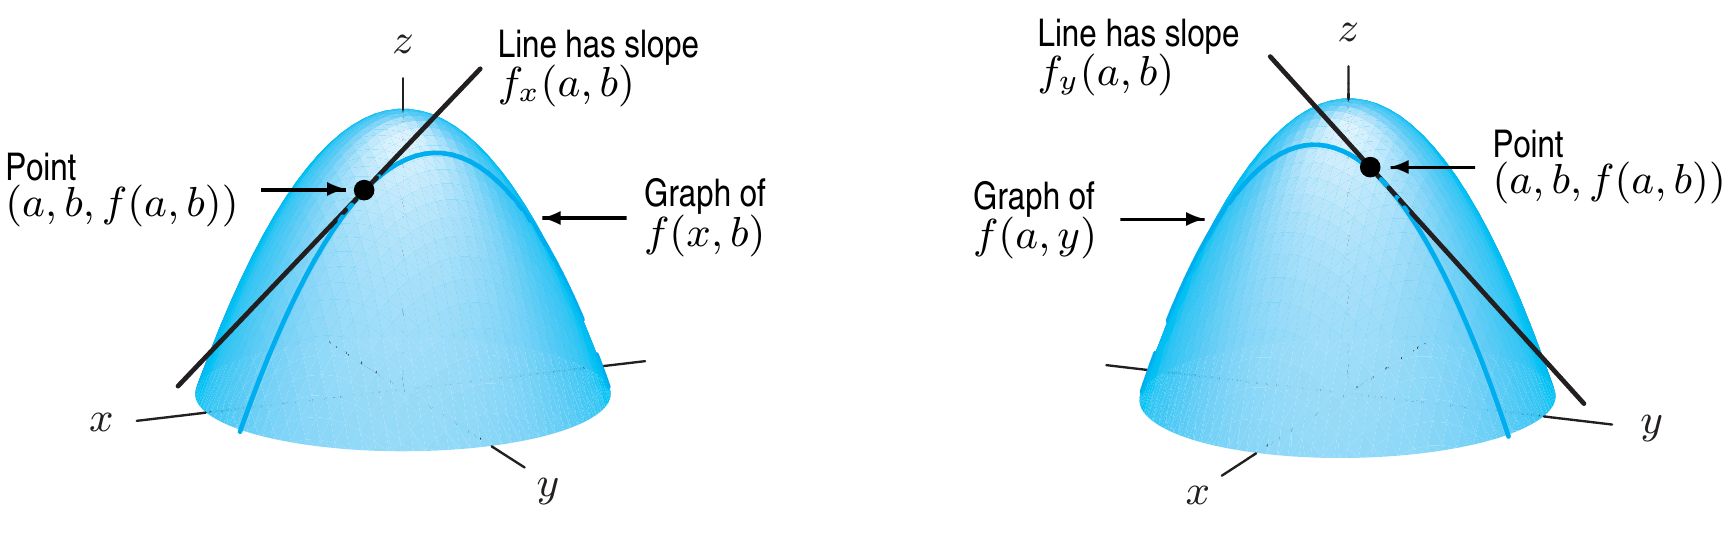 z
Line has slope
f_x(a, b)
Point
(a, b, f(a, b))
Graph of
f(x, b)
x
y
z
Line has slope
f_y(a, b)
Point
(a, b, f(a, b))
Graph of
f(a, y)
y
x